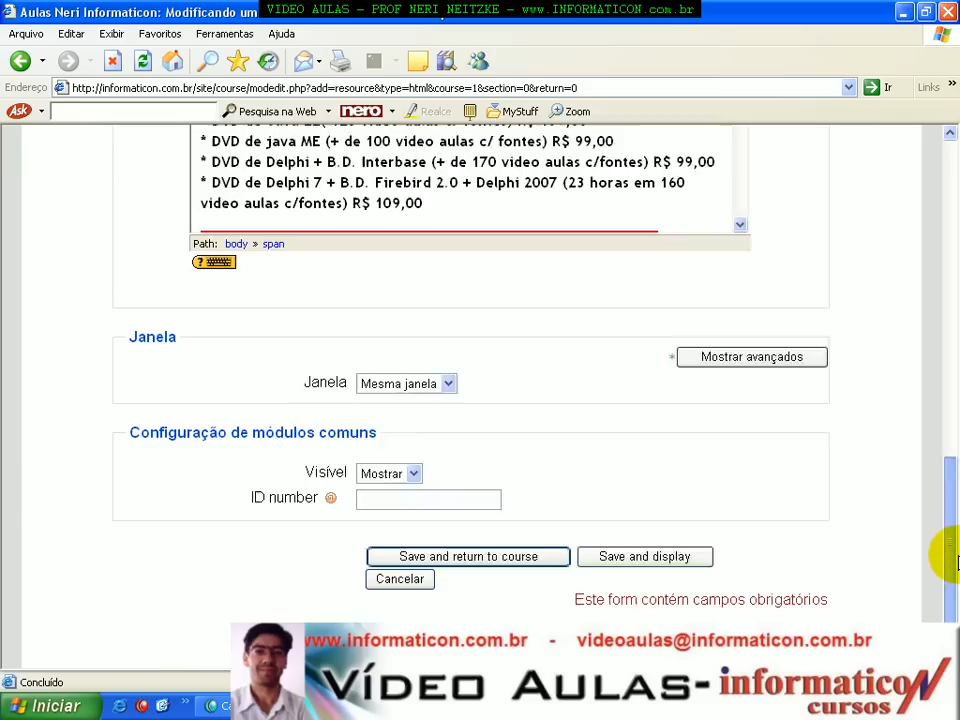 Aulas Neri Informaticon: Modificando um
VIDEO AULAS - PROF NERI NEITZKE - www.INFORMATICON.com.br
Arquivo Editar Exibir Favoritos Ferramentas Ajuda
Endereço http://informaticon.com.br/site/course/modedit.php?add=resource&type=html&course=1&section=0&return=0 Ir Links »
Ask Pesquisa na Web nero Realce MyStuff Zoom
* DVD de java ME (+ de 100 video aulas c/ fontes) R$ 99,00
* DVD de Delphi + B.D. Interbase (+ de 170 video aulas c/fontes) R$ 99,00
* DVD de Delphi 7 + B.D. Firebird 2.0 + Delphi 2007 (23 horas em 160
video aulas c/fontes) R$ 109,00
Path: body » span
?
Janela
* Mostrar avançados
Janela Mesma janela
Configuração de módulos comuns
Visível Mostrar
ID number
Save and return to course Save and display
Cancelar
Este form contém campos obrigatórios
www.informaticon.com.br - videoaulas@informaticon.com.br
VÍDEO AULAS- informaticon
cursos
Concluído
Iniciar